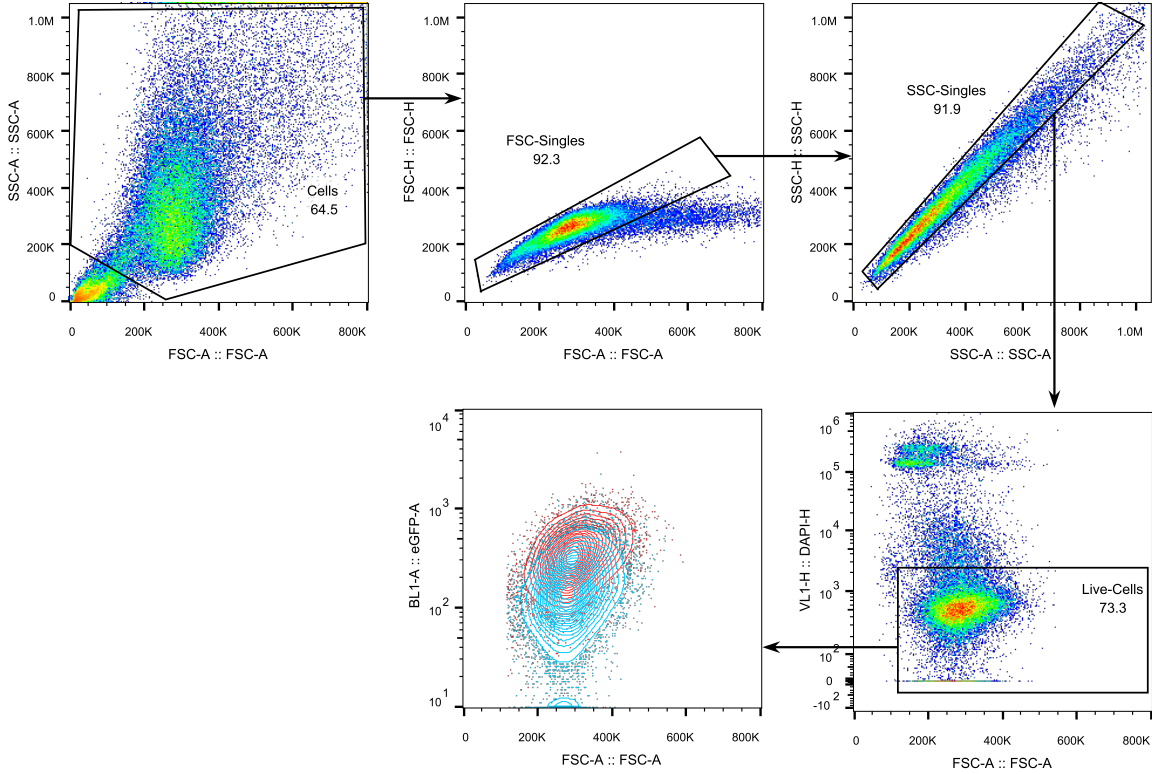 1.0M
800K
600K
400K
200K
0
SSC-A :: SSC-A
Cells
64.5
0
200K
400K
600K
800K
FSC-A :: FSC-A
1.0M
800K
600K
400K
200K
0
FSC-H :: FSC-H
FSC-Singles
92.3
0
200K
400K
600K
800K
FSC-A :: FSC-A
1.0M
800K
600K
400K
200K
0
SSC-H :: SSC-H
SSC-Singles
91.9
0
200K
400K
600K
800K
1.0M
SSC-A :: SSC-A
10^4
10^3
10^2
10^1
BL1-A :: eGFP-A
0
200K
400K
600K
800K
FSC-A :: FSC-A
10^6
10^5
10^4
10^3
10^2
0
-10^2
VL1-H :: DAPI-H
Live-Cells
73.3
0
200K
400K
600K
800K
FSC-A :: FSC-A